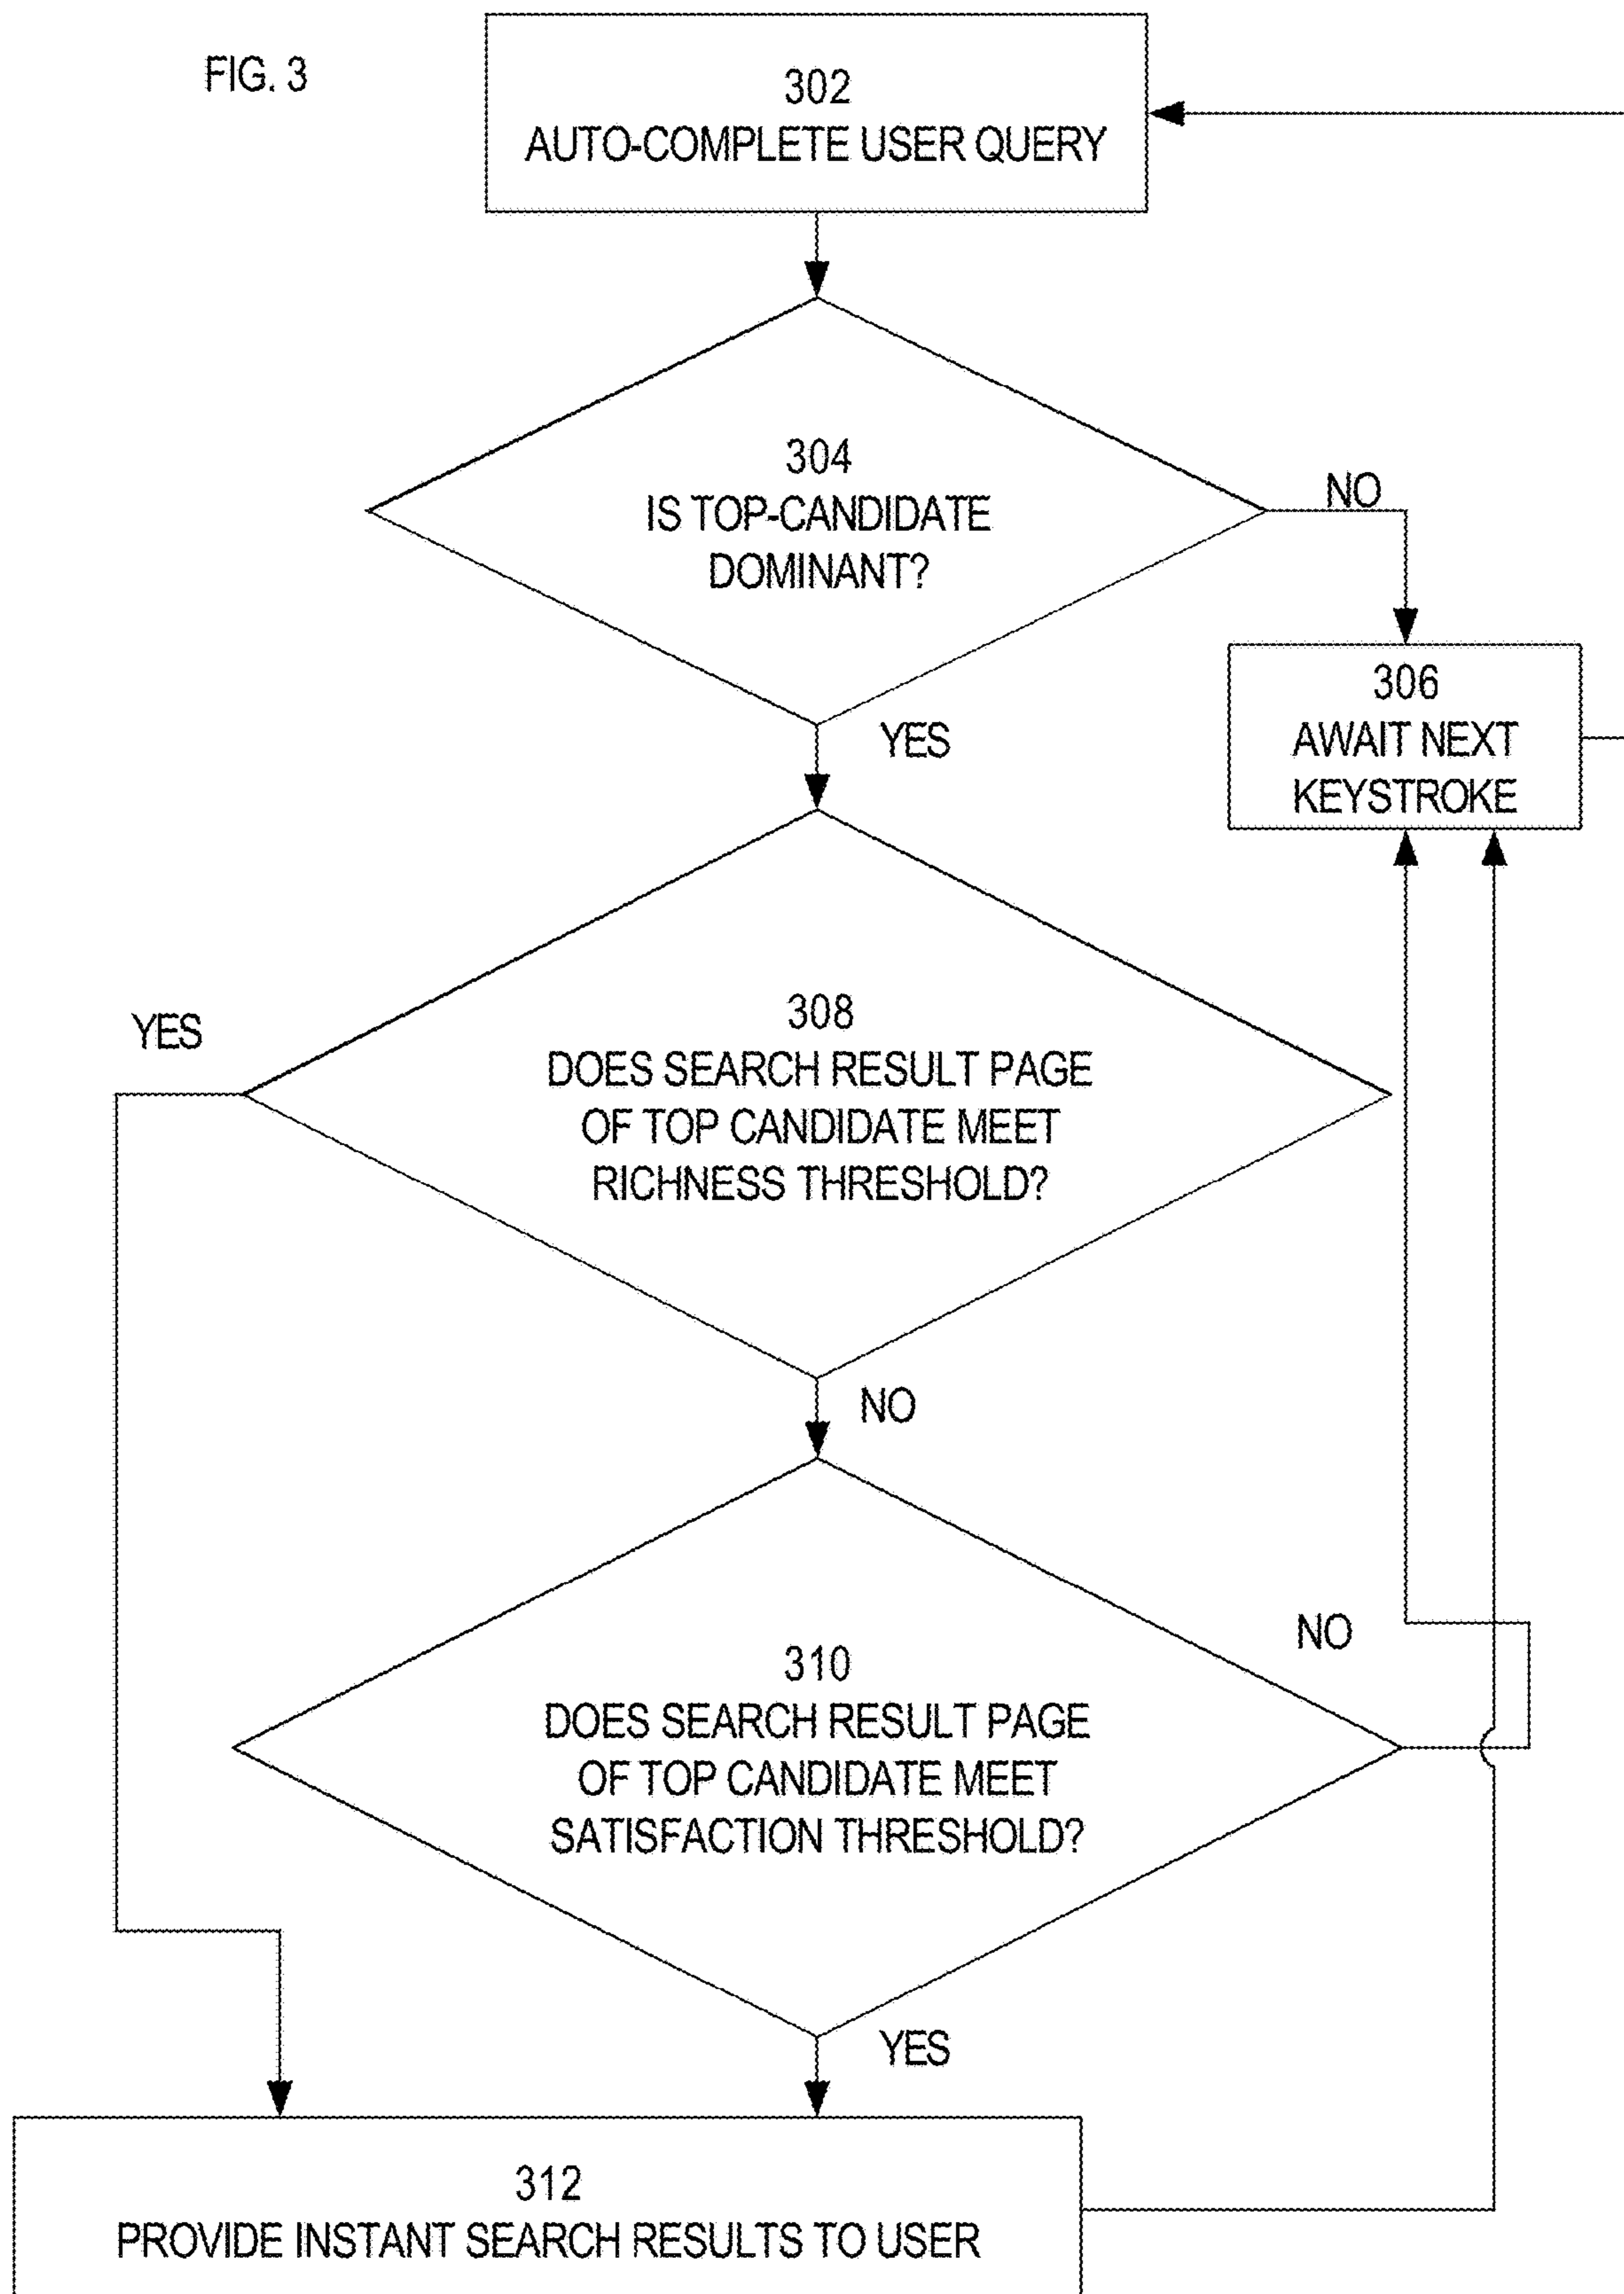 FIG. 3
302
AUTO-COMPLETE USER QUERY
304
IS TOP-CANDIDATE
DOMINANT?
NO
306
AWAIT NEXT
KEYSTROKE
YES
308
DOES SEARCH RESULT PAGE
OF TOP CANDIDATE MEET
RICHNESS THRESHOLD?
YES
NO
310
DOES SEARCH RESULT PAGE
OF TOP CANDIDATE MEET
SATISFACTION THRESHOLD?
NO
YES
312
PROVIDE INSTANT SEARCH RESULTS TO USER